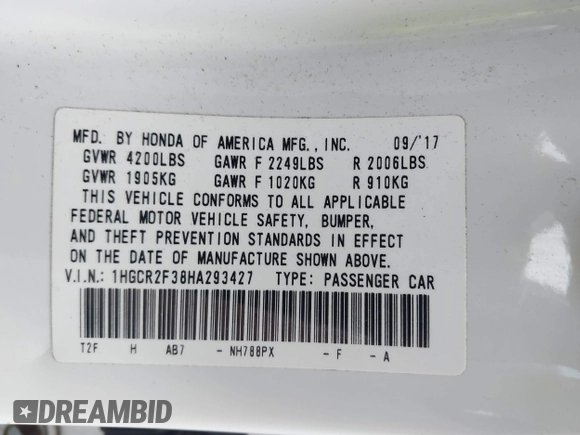 MFD. BY HONDA OF AMERICA MFG., INC. 09/'17
GVWR 4200LBS GAWR F 2249LBS R 2006LBS
GVWR 1905KG GAWR F 1020KG R 910KG
THIS VEHICLE CONFORMS TO ALL APPLICABLE
FEDERAL MOTOR VEHICLE SAFETY, BUMPER,
AND THEFT PREVENTION STANDARDS IN EFFECT
ON THE DATE OF MANUFACTURE SHOWN ABOVE.
V.I.N.: 1HGCR2F38HA293427 TYPE: PASSENGER CAR
T2F H AB7 - NH788PX - F - A
DREAMBID